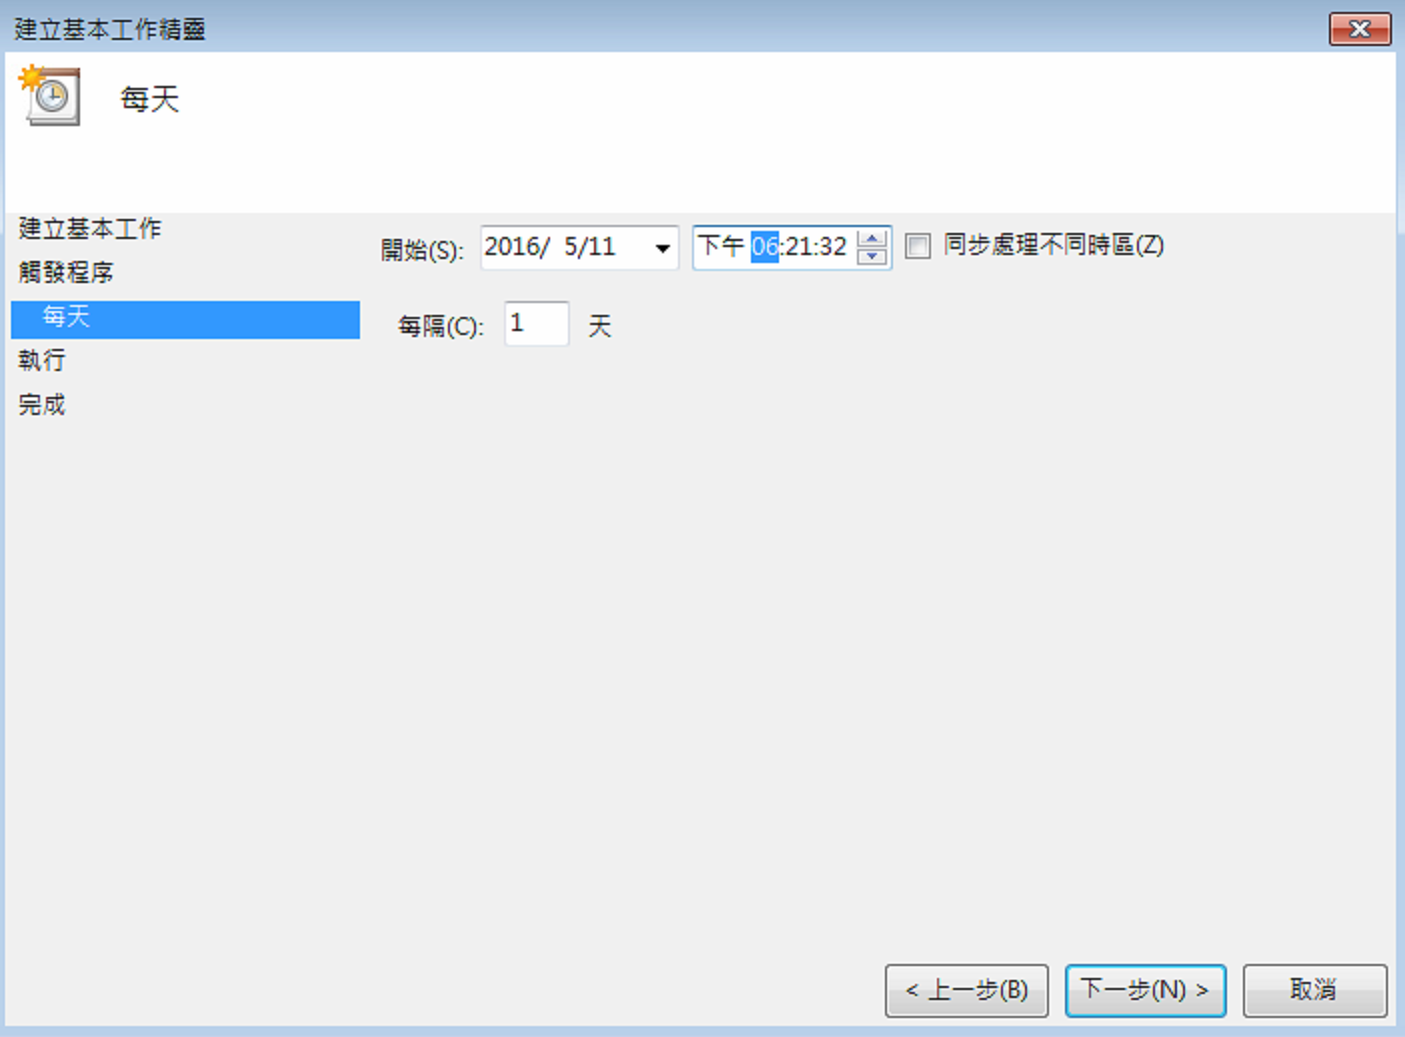 建立基本工作精靈
每天
建立基本工作
觸發程序
每天
執行
完成
開始(S): 2016/ 5/11 下午 06:21:32 同步處理不同時區(Z)
每隔(C): 1 天
< 上一步(B) 下一步(N) > 取消